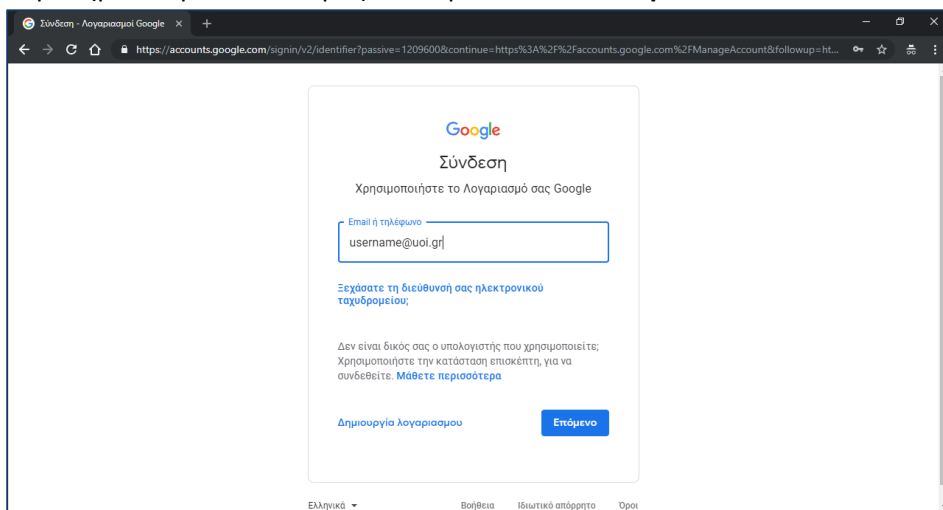 Σύνδεση - Λογαριασμοί Google
https://accounts.google.com/signin/v2/identifier?passive=1209600&continue=https%3A%2F%2Faccounts.google.com%2FManageAccount&followup=ht...
Google
Σύνδεση
Χρησιμοποιήστε το Λογαριασμό σας Google
Email ή τηλέφωνο
username@uoi.gr
Ξεχάσατε τη διεύθυνσή σας ηλεκτρονικού
ταχυδρομείου;
Δεν είναι δικός σας ο υπολογιστής που χρησιμοποιείτε;
Χρησιμοποιήστε την κατάσταση επισκέπτη, για να
συνδεθείτε. Μάθετε περισσότερα
Δημιουργία λογαριασμου
Επόμενο
Ελληνικά
Βοήθεια Ιδιωτικό απόρρητο Όροι